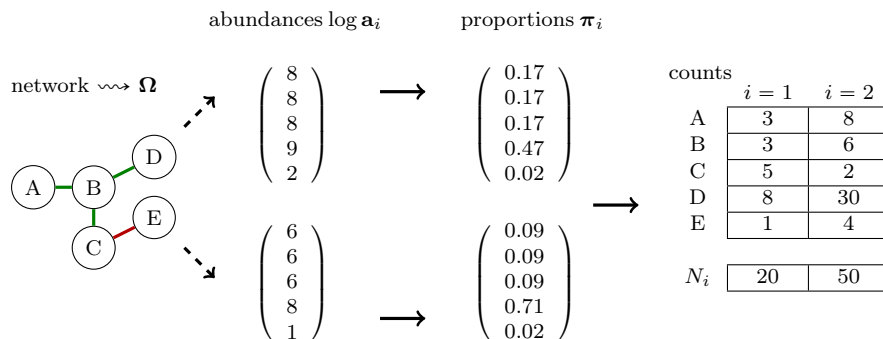 abundances log a_i
proportions π_i
network ⇝ Ω
A
B
C
D
E
8
8
8
9
2
0.17
0.17
0.17
0.47
0.02
6
6
6
8
1
0.09
0.09
0.09
0.71
0.02
counts
i = 1 i = 2
A 3 8
B 3 6
C 5 2
D 8 30
E 1 4
N_i 20 50